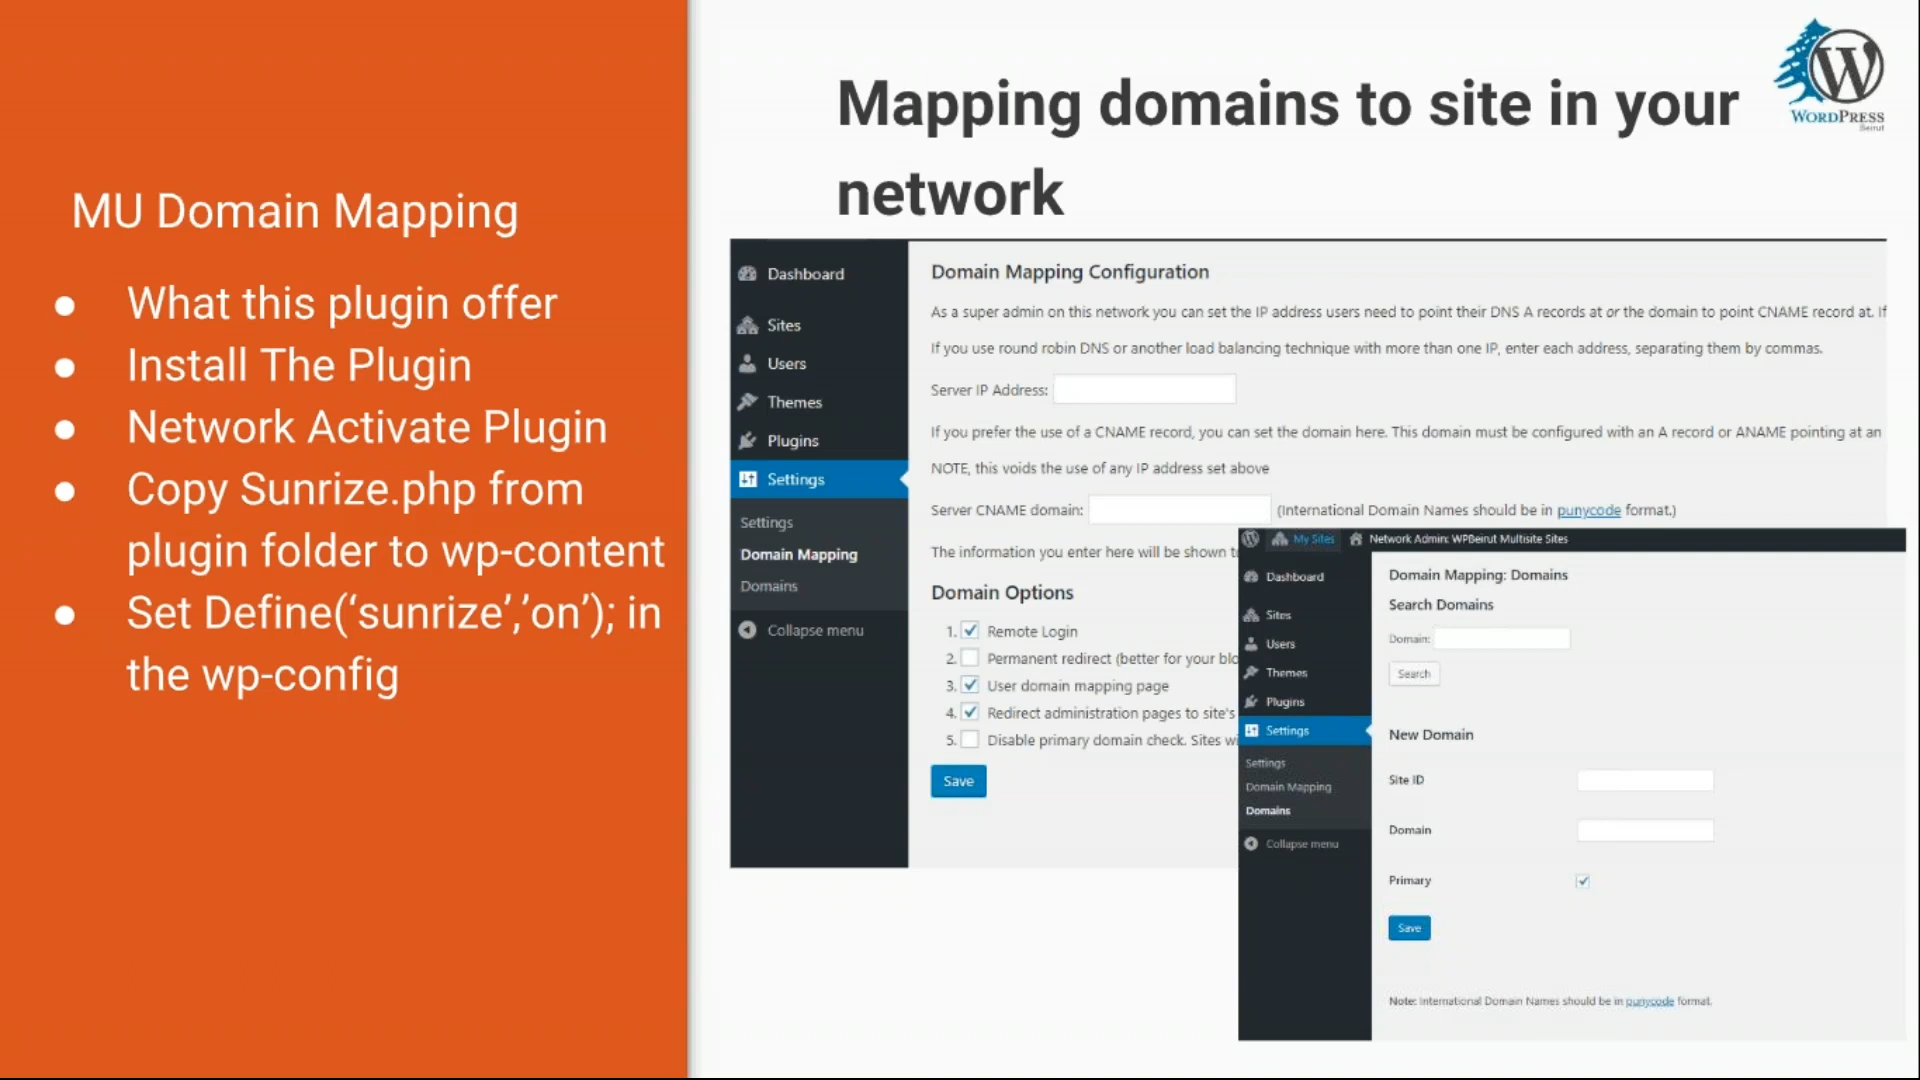 MU Domain Mapping
● What this plugin offer
● Install The Plugin
● Network Activate Plugin
● Copy Sunrize.php from
plugin folder to wp-content
● Set Define(‘sunrize’,’on’); in
the wp-config
Mapping domains to site in your
network
WORDPRESS
Beirut
Dashboard
Sites
Users
Themes
Plugins
Settings
Settings
Domain Mapping
Domains
Collapse menu
Domain Mapping Configuration
As a super admin on this network you can set the IP address users need to point their DNS A records at or the domain to point CNAME record at. If
If you use round robin DNS or another load balancing technique with more than one IP, enter each address, separating them by commas.
Server IP Address:
If you prefer the use of a CNAME record, you can set the domain here. This domain must be configured with an A record or ANAME pointing at an
NOTE, this voids the use of any IP address set above
Server CNAME domain: (International Domain Names should be in punycode format.)
The information you enter here will be shown to
Domain Options
1. Remote Login
2. Permanent redirect (better for your blo
3. User domain mapping page
4. Redirect administration pages to site's
5. Disable primary domain check. Sites wi
Save
My Sites Network Admin: WPBeirut Multisite Sites
Dashboard
Sites
Users
Themes
Plugins
Settings
Settings
Domain Mapping
Domains
Collapse menu
Domain Mapping: Domains
Search Domains
Domain:
Search
New Domain
Site ID
Domain
Primary
Save
Note: International Domain Names should be in punycode format.